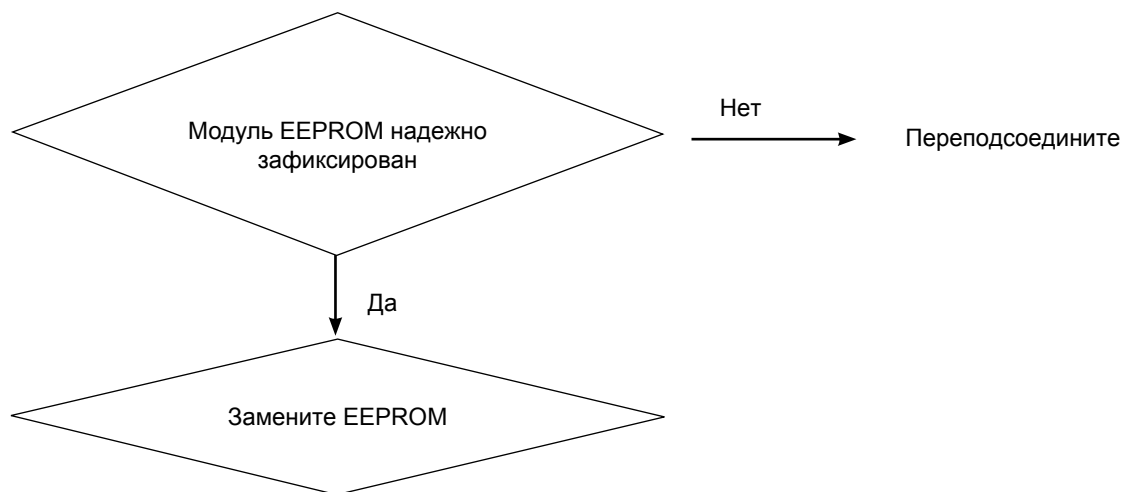 Модуль EEPROM надежно
зафиксирован
Нет
Переподсоедините
Да
Замените EEPROM